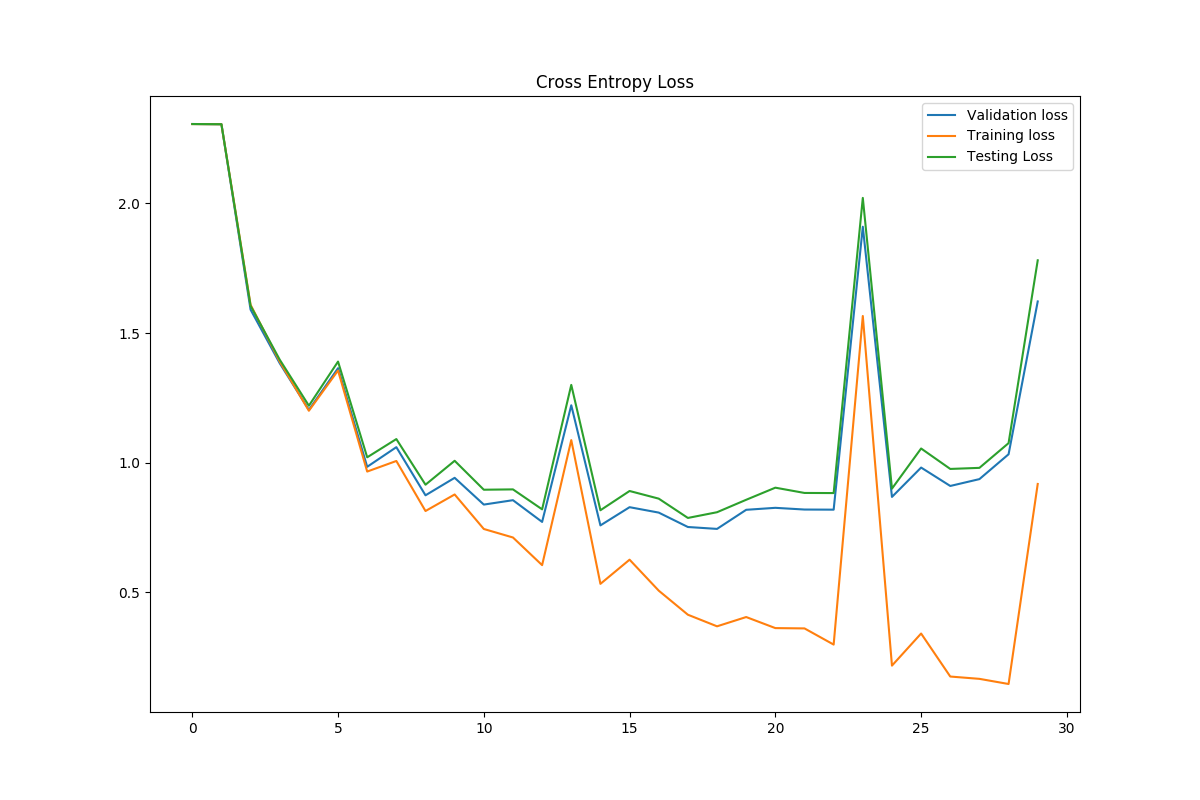 Cross Entropy Loss
Validation loss
Training loss
Testing Loss
2.0
1.5
1.0
0.5
0 5 10 15 20 25 30